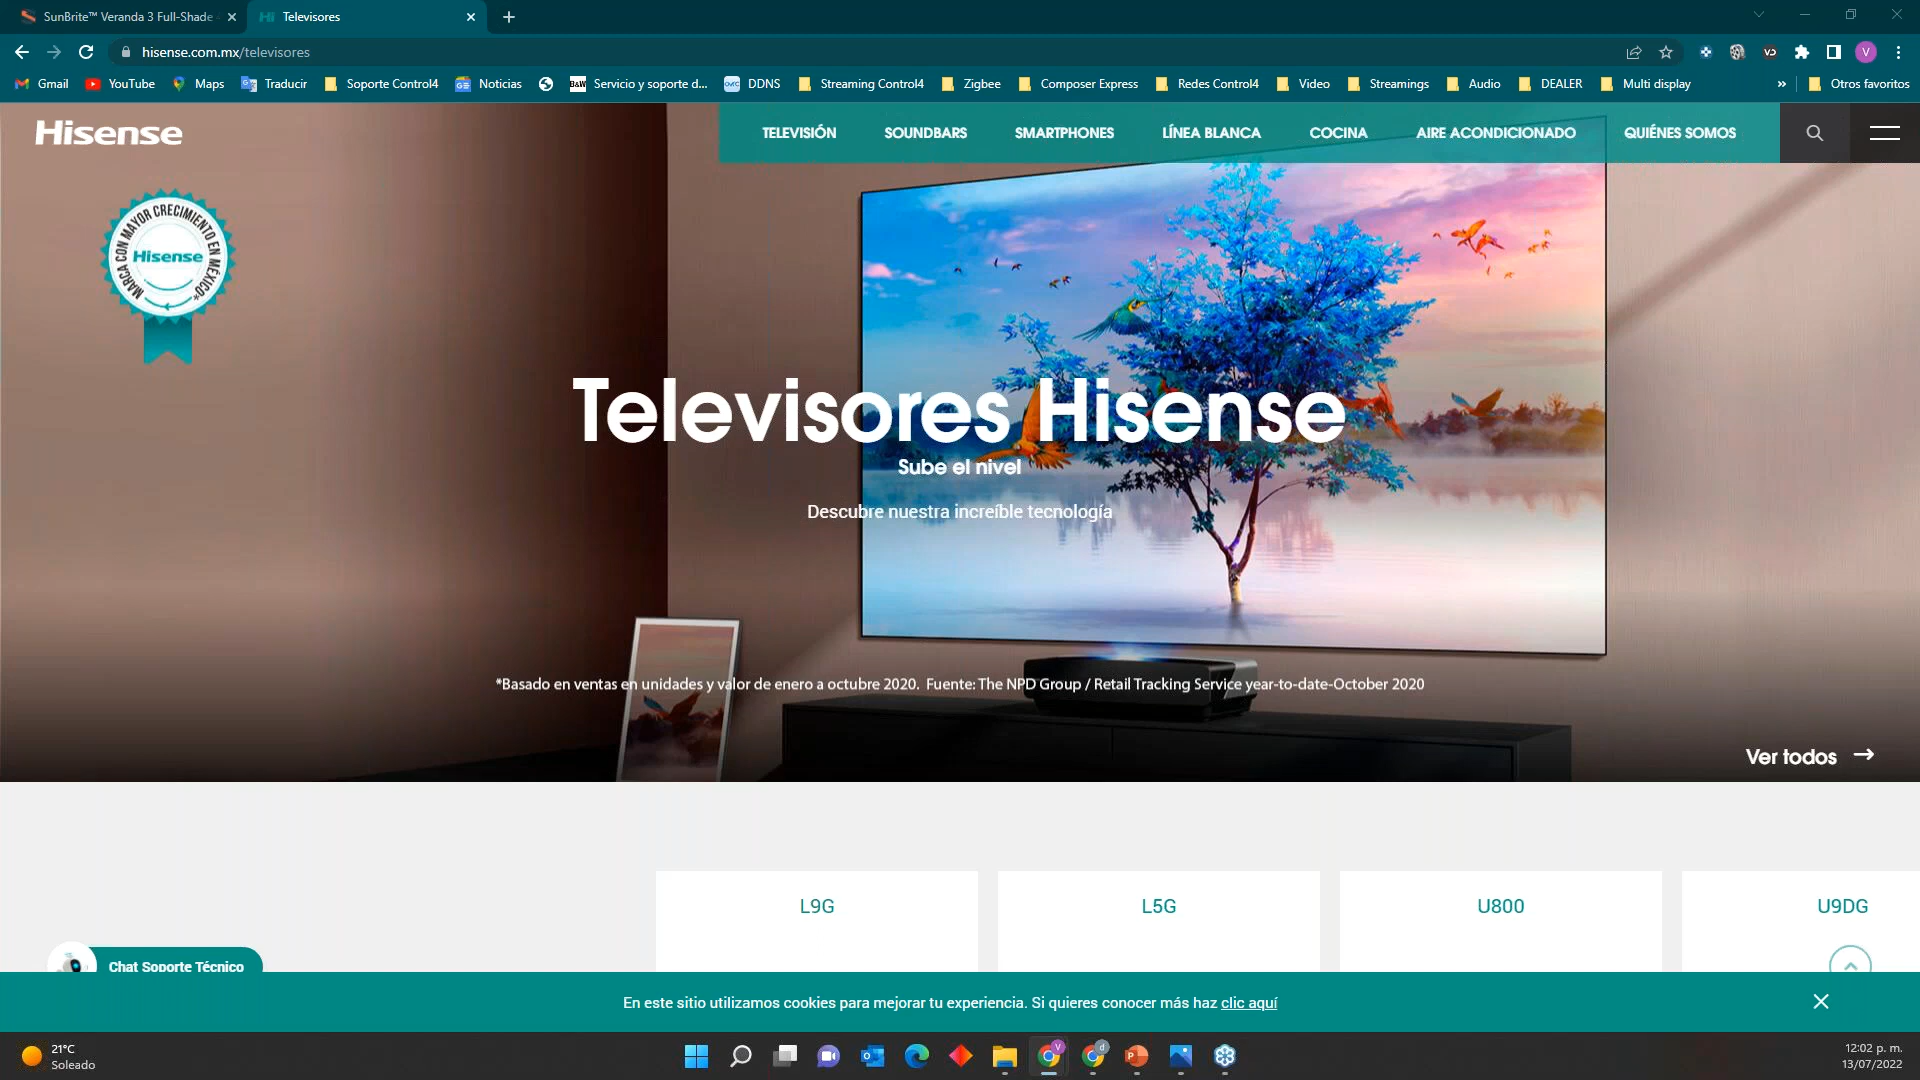 SunBrite™ Veranda 3 Full-Shade
Televisores
hisense.com.mx/televisores
V
Gmail
YouTube
Maps
Traducir
Soporte Control4
Noticias
B&W Servicio y soporte d...
DDNS
Streaming Control4
Zigbee
Composer Express
Redes Control4
Video
Streamings
Audio
DEALER
Multi display
»
Otros favoritos
Hisense
TELEVISIÓN
SOUNDBARS
SMARTPHONES
LÍNEA BLANCA
COCINA
AIRE ACONDICIONADO
QUIÉNES SOMOS
MARCA CON MAYOR CRECIMIENTO EN MÉXICO*
Hisense
Televisores Hisense
Sube el nivel
Descubre nuestra increíble tecnología
*Basado en ventas en unidades y valor de enero a octubre 2020. Fuente: The NPD Group / Retail Tracking Service year-to-date-October 2020
Ver todos
L9G
L5G
U800
U9DG
Chat Soporte Técnico
En este sitio utilizamos cookies para mejorar tu experiencia. Si quieres conocer más haz clic aquí
21°C
Soleado
12:02 p. m.
13/07/2022